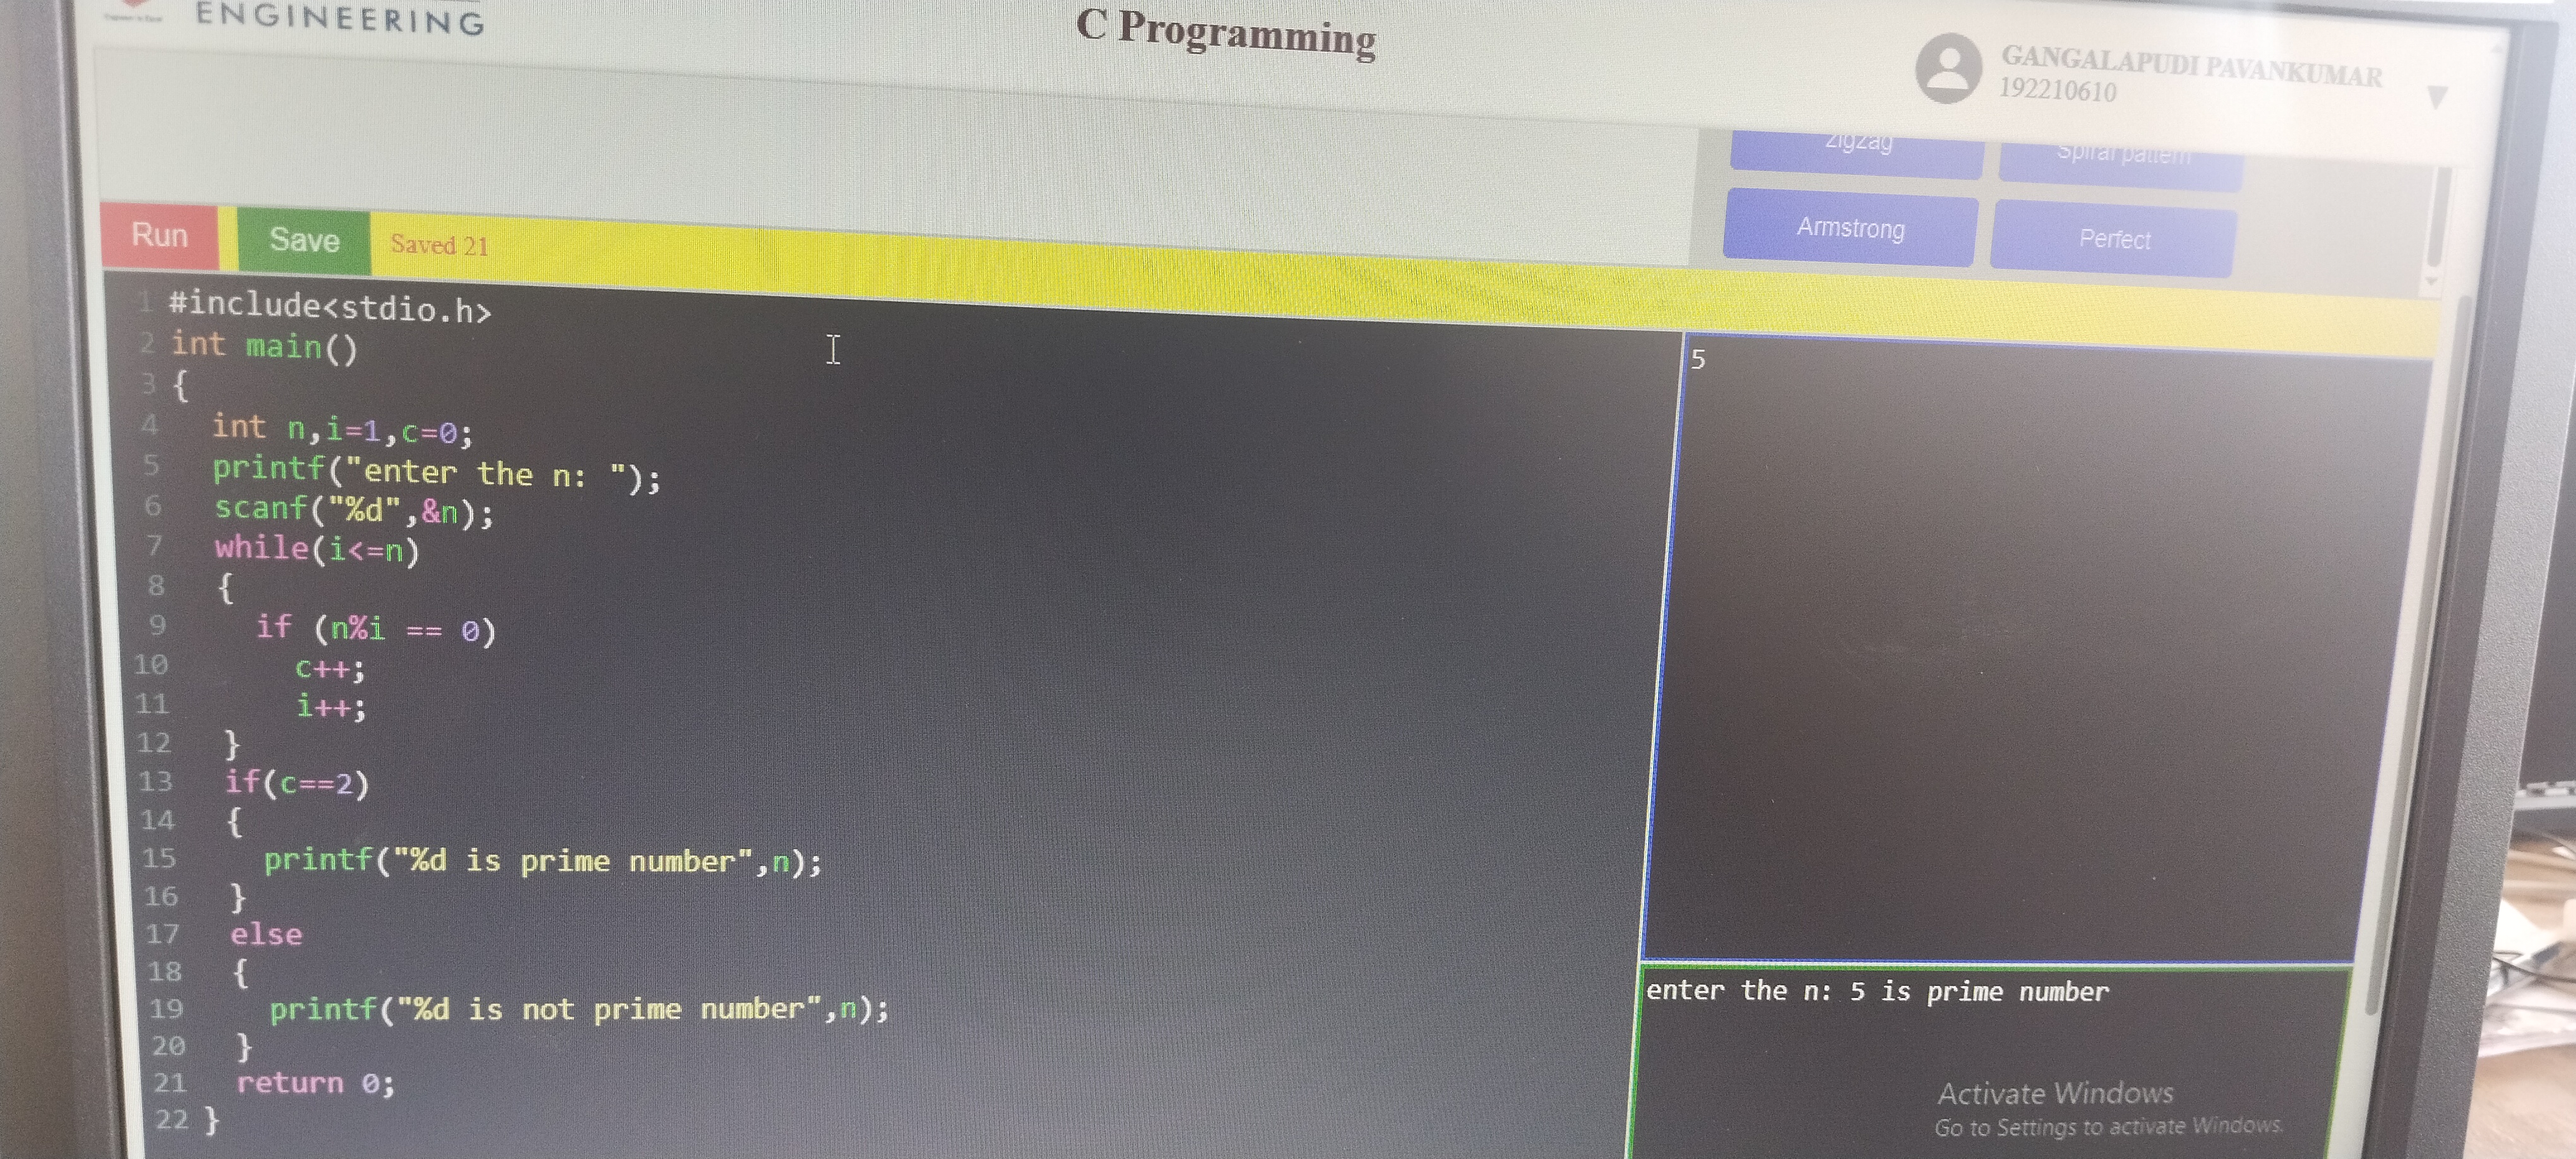 ENGINEERING
C Programming
GANGALAPUDI PAVANKUMAR
192210610
zigzag
Spiral pattern
Armstrong
Perfect
Run
Save
Saved 21
1 #include<stdio.h>
2 int main()
3 {
4 int n,i=1,c=0;
5 printf("enter the n: ");
6 scanf("%d",&n);
7 while(i<=n)
8 {
9 if (n%i == 0)
10 c++;
11 i++;
12 }
13 if(c==2)
14 {
15 printf("%d is prime number",n);
16 }
17 else
18 {
19 printf("%d is not prime number",n);
20 }
21 return 0;
22 }
5
enter the n: 5 is prime number
Activate Windows
Go to Settings to activate Windows.